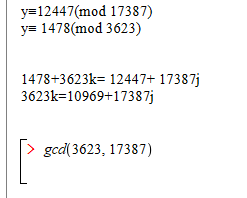 y≡12447(mod 17387)
y≡ 1478(mod 3623)
1478+3623k= 12447+ 17387j
3623k=10969+17387j
> gcd(3623, 17387)